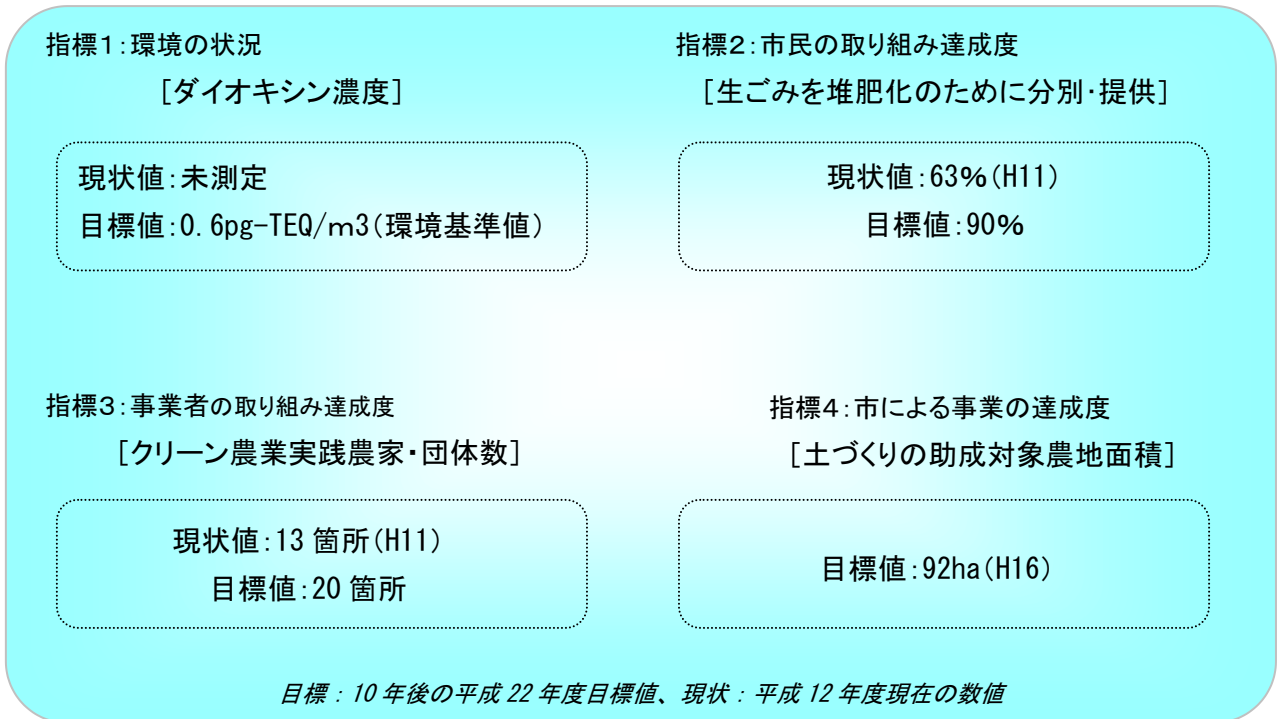 指標１：環境の状況
［ダイオキシン濃度］
現状値：未測定
目標値：0.6pg-TEQ/ｍ3（環境基準値）
指標２：市民の取り組み達成度
［生ごみを堆肥化のために分別・提供］
現状値：63％（H11）
目標値：90％
指標３：事業者の取り組み達成度
［クリーン農業実践農家・団体数］
現状値：13 箇所（H11）
目標値：20 箇所
指標４：市による事業の達成度
［土づくりの助成対象農地面積］
目標値：92ha（H16）
目標：10 年後の平成 22 年度目標値、現状：平成 12 年度現在の数値